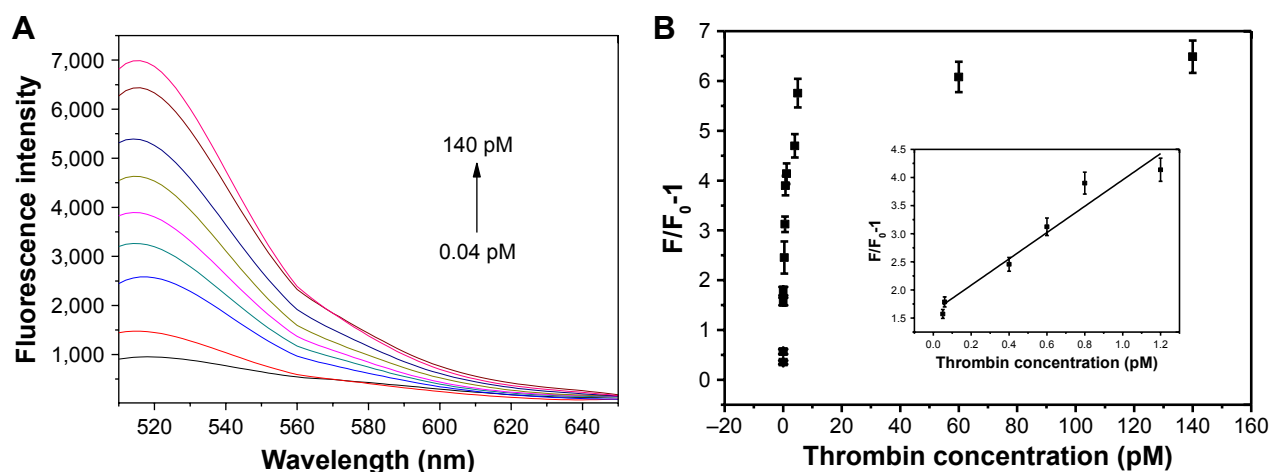 A
Fluorescence intensity
7,000
6,000
5,000
4,000
3,000
2,000
1,000
140 pM
0.04 pM
520 540 560 580 600 620 640
Wavelength (nm)
B
F/F0-1
7
6
5
4
3
2
1
0
–20 0 20 40 60 80 100 120 140 160
Thrombin concentration (pM)
F/F0-1
4.5
4.0
3.5
3.0
2.5
2.0
1.5
0.0 0.2 0.4 0.6 0.8 1.0 1.2
Thrombin concentration (pM)